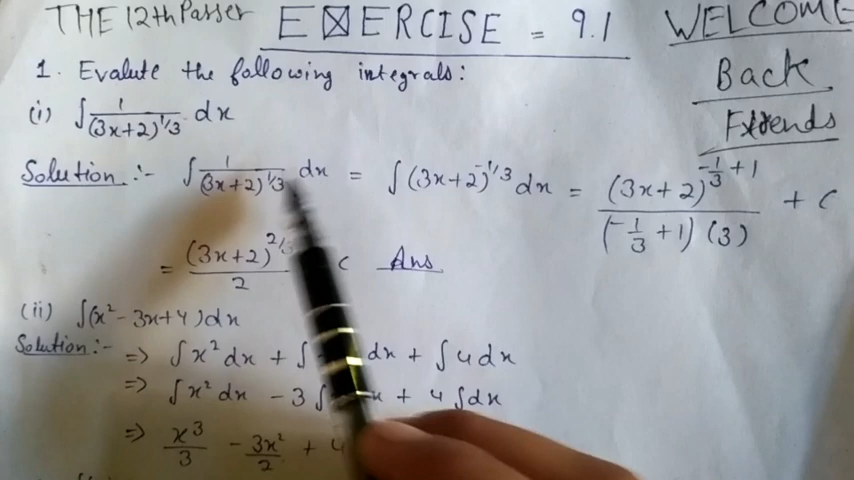 THE 12th Passer EXERCISE = 9.1 WELCOME
Back
Friends
1. Evalute the following integrals:
(i) ∫ 1/(3x+2)^1/3 dx
Solution :- ∫ 1/(3x+2)^1/3 dx = ∫ (3x+2)^-1/3 dx = (3x+2)^(-1/3 + 1) / (-1/3 + 1) (3) + C
= (3x+2)^2/3 / 2 C Ans
(ii) ∫(x² - 3x + 4)dx
Solution :- => ∫ x² dx + ∫ dx + ∫ 4 dx
=> ∫ x² dx - 3 ∫ + 4 ∫dx
=> x³/3 - 3x²/2 + 4